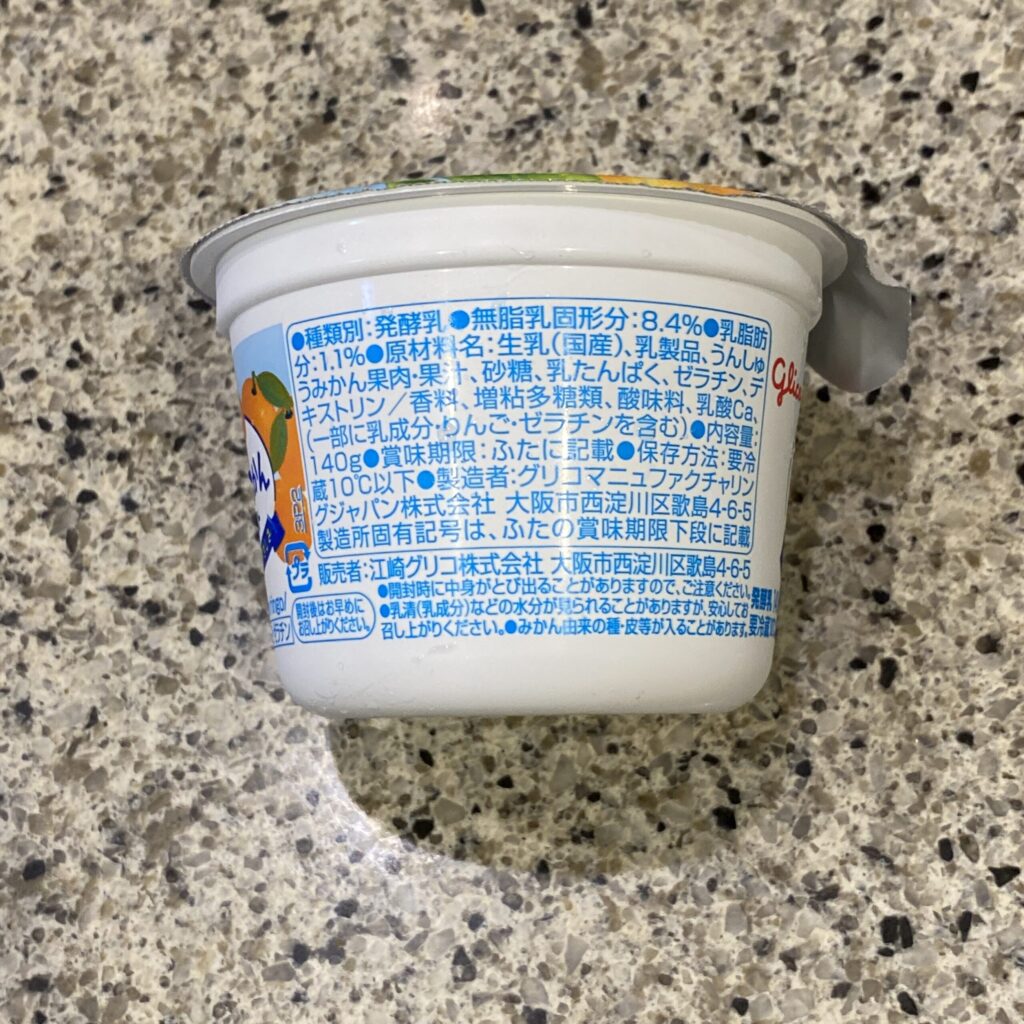 ●種類別:発酵乳●無脂乳固形分:8.4%●乳脂肪
分:1.1%●原材料名:生乳(国産)、乳製品、うんしゅ
うみかん果肉・果汁、砂糖、乳たんぱく、ゼラチン、デ
キストリン/香料、増粘多糖類、酸味料、乳酸Ca、
(一部に乳成分・りんご・ゼラチンを含む)●内容量:
140g●賞味期限:ふたに記載●保存方法:要冷
蔵10℃以下●製造者:グリコマニュファクチャリン
グジャパン株式会社 大阪市西淀川区歌島4-6-5
製造所固有記号は、ふたの賞味期限下段に記載
販売者:江崎グリコ株式会社 大阪市西淀川区歌島4-6-5
●開封時に中身がとび出ることがありますので、ご注意ください。
●乳清(乳成分)などの水分が見られることがありますが、安心してお
召し上がりください。●みかん由来の種・皮等が入ることがあります。
開封後はお早めに
お召し上がりください。
プラ
発酵乳
要冷蔵